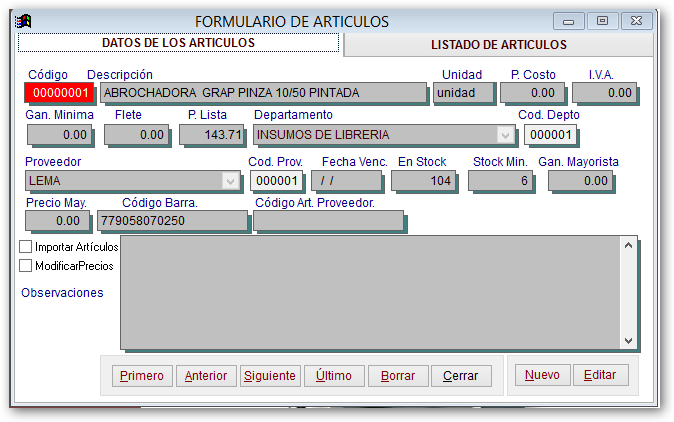 FORMULARIO DE ARTICULOS
DATOS DE LOS ARTICULOS LISTADO DE ARTICULOS
Código Descripción Unidad P. Costo I.V.A.
00000001 ABROCHADORA GRAP PINZA 10/50 PINTADA unidad 0.00 0.00
Gan. Minima Flete P. Lista Departamento Cod. Depto
0.00 0.00 143.71 INSUMOS DE LIBRERIA 000001
Proveedor Cod. Prov. Fecha Venc. En Stock Stock Min. Gan. Mayorista
LEMA 000001 / / 104 6 0.00
Precio May. Código Barra. Código Art. Proveedor.
0.00 779058070250
Importar Artículos
ModificarPrecios
Observaciones
Primero Anterior Siguiente Último Borrar Cerrar Nuevo Editar